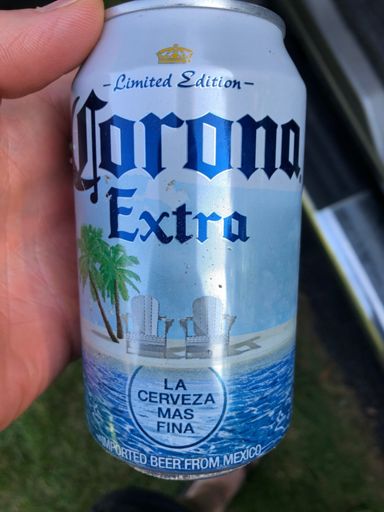 -Limited Edition-
Corona
Extra
LA
CERVEZA
MAS
FINA
IMPORTED BEER FROM MEXICO